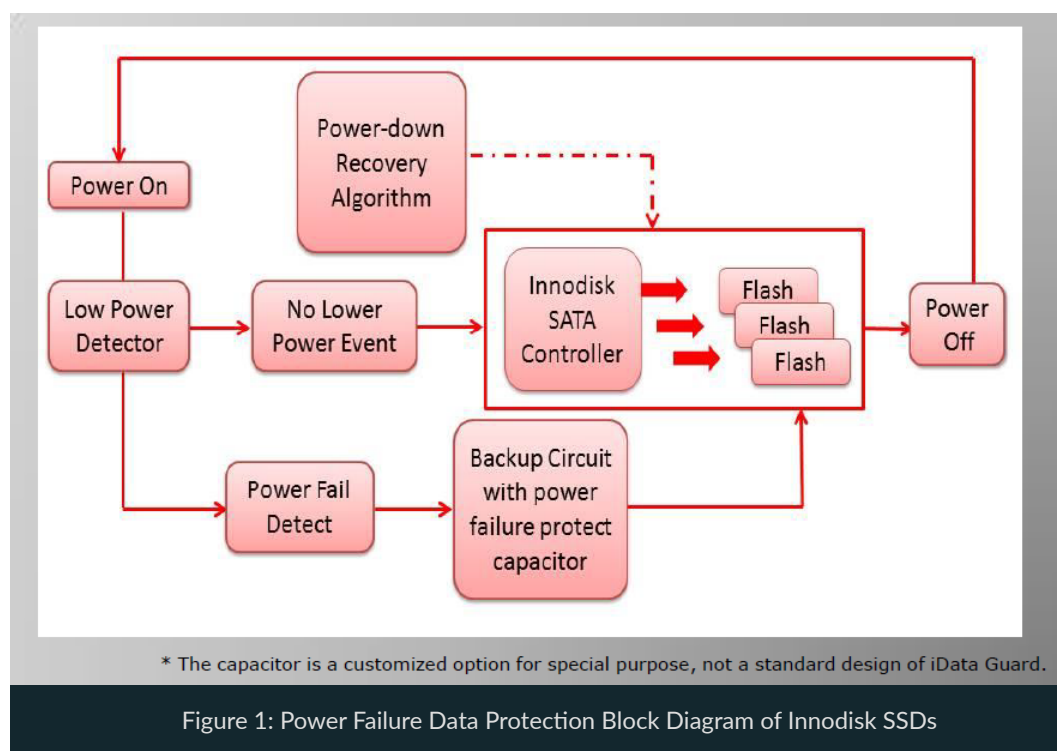 Power-down
Recovery
Algorithm
Power On
Low Power
Detector
No Lower
Power Event
Innodisk
SATA
Controller
Flash
Flash
Flash
Power
Off
Power Fail
Detect
Backup Circuit
with power
failure protect
capacitor
* The capacitor is a customized option for special purpose, not a standard design of iData Guard.
Figure 1: Power Failure Data Protection Block Diagram of Innodisk SSDs